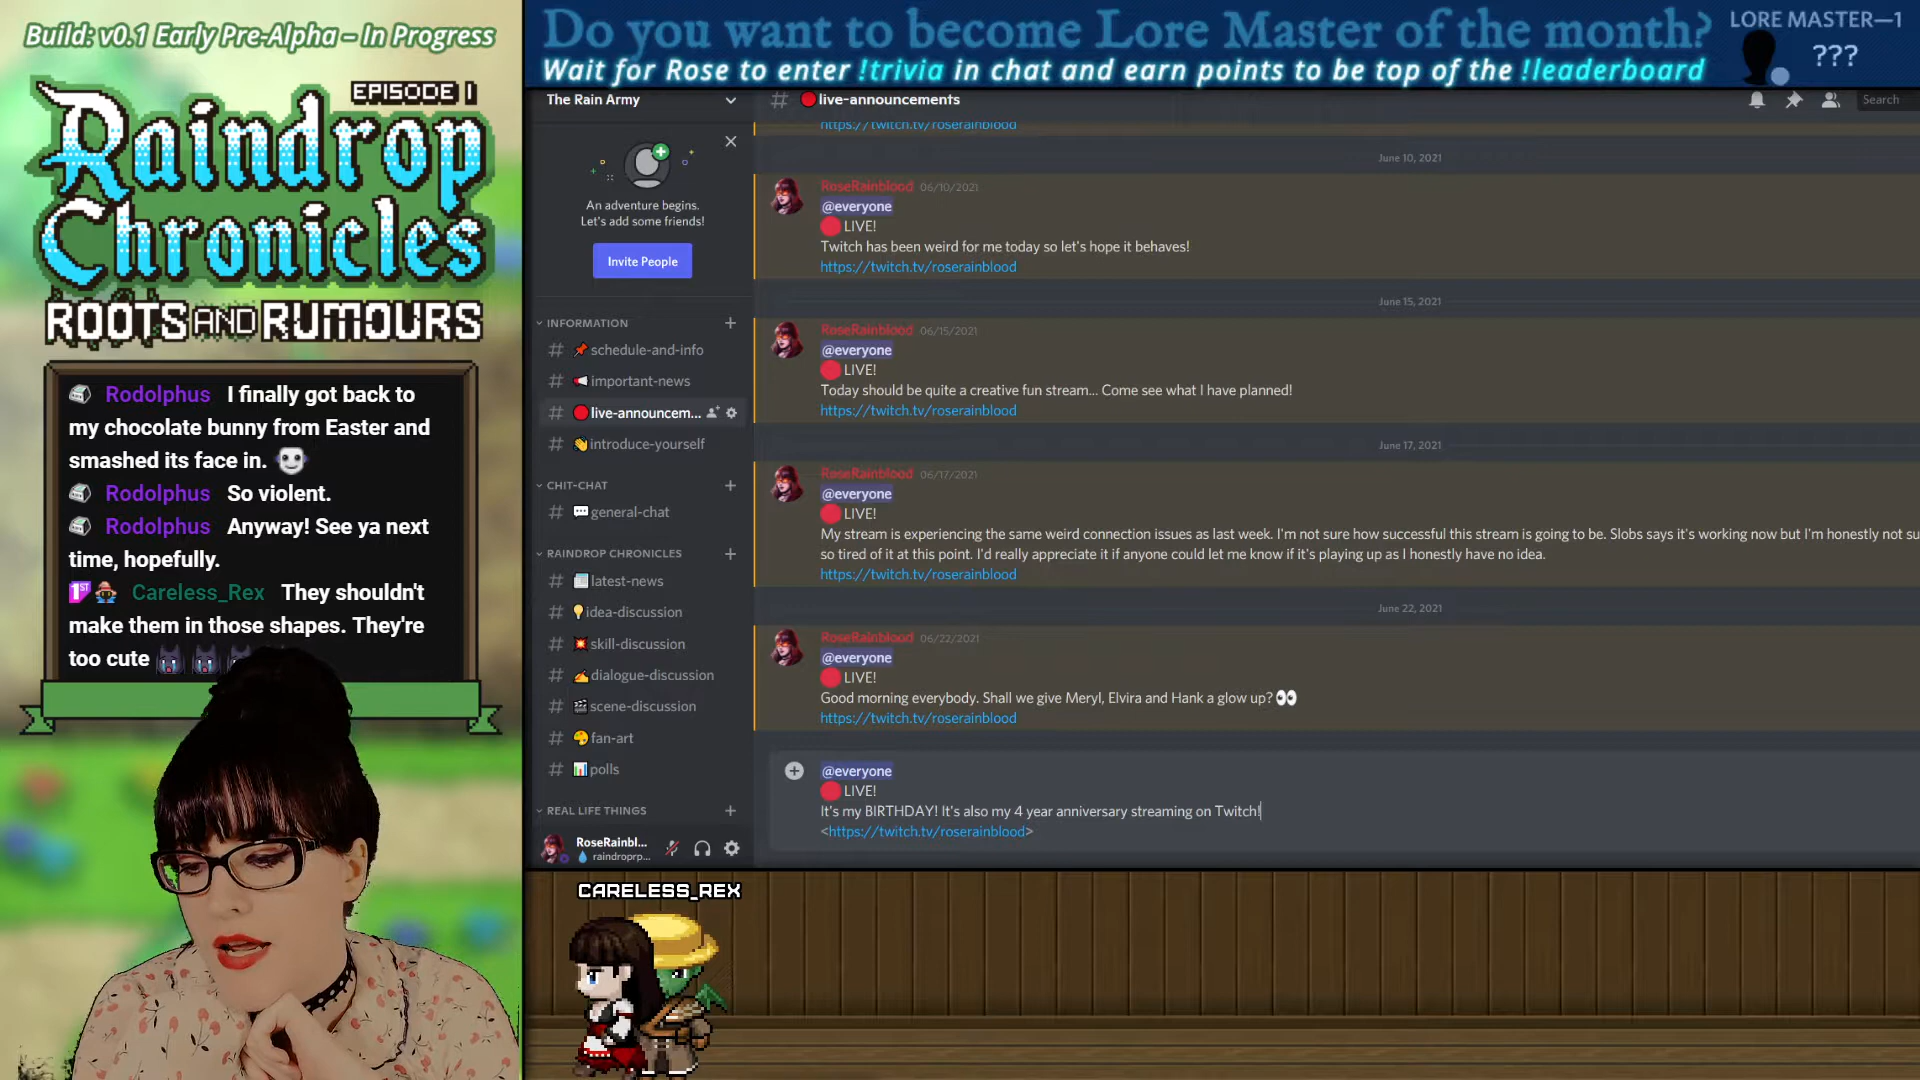 Build: v0.1 Early Pre-Alpha – In Progress
EPISODE I
Raindrop
Chronicles
ROOTS AND RUMOURS
Rodolphus I finally got back to
my chocolate bunny from Easter and
smashed its face in.
Rodolphus So violent.
Rodolphus Anyway! See ya next
time, hopefully.
1ST Careless_Rex They shouldn't
make them in those shapes. They're
too cute
Do you want to become Lore Master of the month?
Wait for Rose to enter !trivia in chat and earn points to be top of the !leaderboard
LORE MASTER—1
???
The Rain Army
An adventure begins.
Let's add some friends!
Invite People
INFORMATION
schedule-and-info
important-news
live-announcem...
introduce-yourself
CHIT-CHAT
general-chat
RAINDROP CHRONICLES
latest-news
idea-discussion
skill-discussion
dialogue-discussion
scene-discussion
fan-art
polls
REAL LIFE THINGS
RoseRainbl...
raindroprp...
# live-announcements
Search
https://twitch.tv/roserainblood
June 10, 2021
RoseRainblood 06/10/2021
@everyone
LIVE!
Twitch has been weird for me today so let's hope it behaves!
https://twitch.tv/roserainblood
June 15, 2021
RoseRainblood 06/15/2021
@everyone
LIVE!
Today should be quite a creative fun stream... Come see what I have planned!
https://twitch.tv/roserainblood
June 17, 2021
RoseRainblood 06/17/2021
@everyone
LIVE!
My stream is experiencing the same weird connection issues as last week. I'm not sure how successful this stream is going to be. Slobs says it's working now but I'm honestly not su
so tired of it at this point. I'd really appreciate it if anyone could let me know if it's playing up as I honestly have no idea.
https://twitch.tv/roserainblood
June 22, 2021
RoseRainblood 06/22/2021
@everyone
LIVE!
Good morning everybody. Shall we give Meryl, Elvira and Hank a glow up?
https://twitch.tv/roserainblood
@everyone
LIVE!
It's my BIRTHDAY! It's also my 4 year anniversary streaming on Twitch!
<https://twitch.tv/roserainblood>
CARELESS_REX